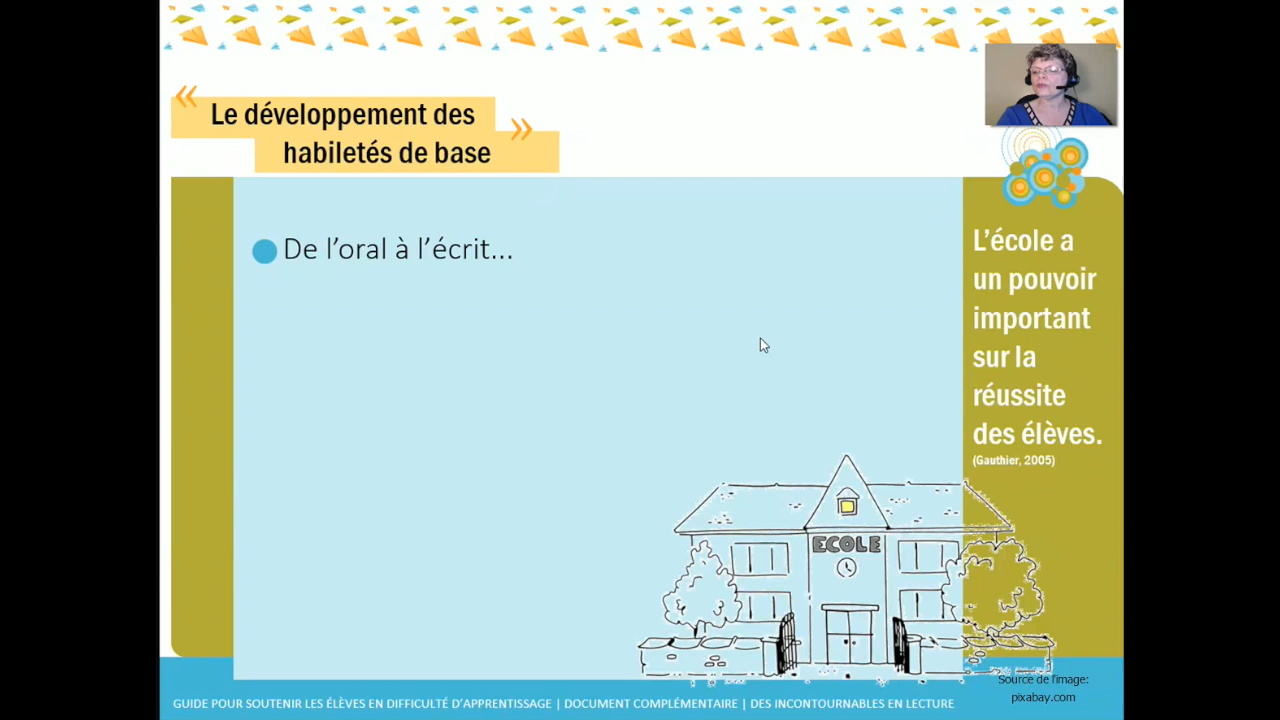 « Le développement des
habiletés de base »
De l’oral à l’écrit...
L’école a
un pouvoir
important
sur la
réussite
des élèves.
(Gauthier, 2005)
ECOLE
Source de l'image:
pixabay.com
GUIDE POUR SOUTENIR LES ÉLÈVES EN DIFFICULTÉ D’APPRENTISSAGE | DOCUMENT COMPLÉMENTAIRE | DES INCONTOURNABLES EN LECTURE